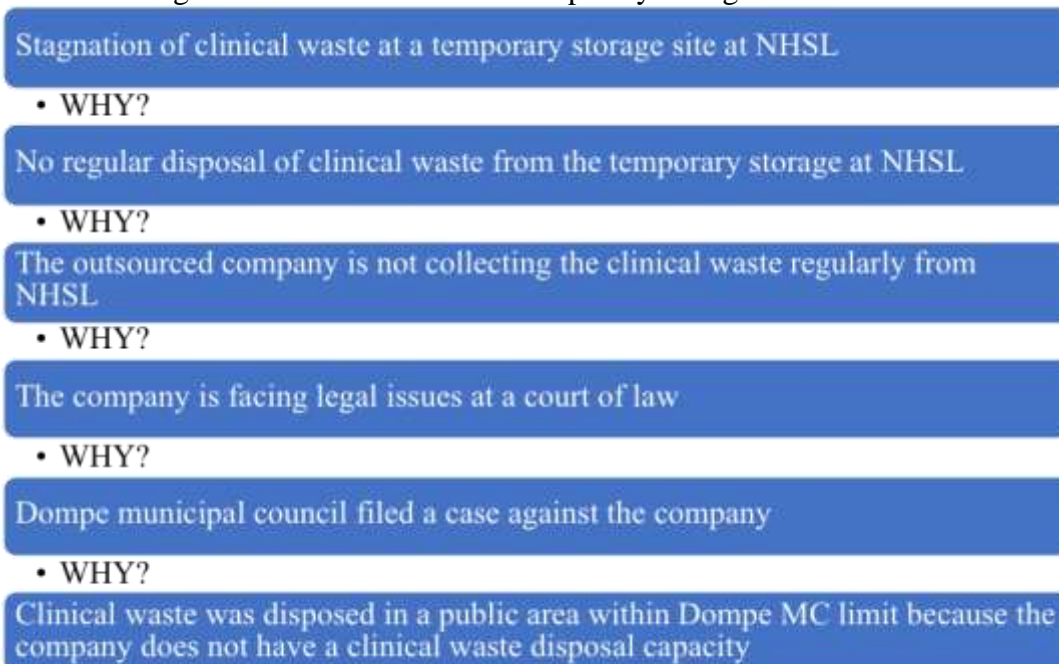 Stagnation of clinical waste at a temporary storage site at NHSL
• WHY?
No regular disposal of clinical waste from the temporary storage at NHSL
• WHY?
The outsourced company is not collecting the clinical waste regularly from
NHSL
• WHY?
The company is facing legal issues at a court of law
• WHY?
Dompe municipal council filed a case against the company
• WHY?
Clinical waste was disposed in a public area within Dompe MC limit because the
company does not have a clinical waste disposal capacity